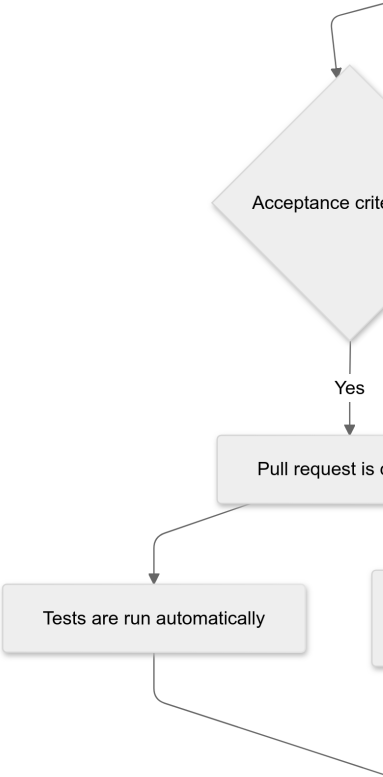 Acceptance
Yes
Pull request is
Tests are run automatically